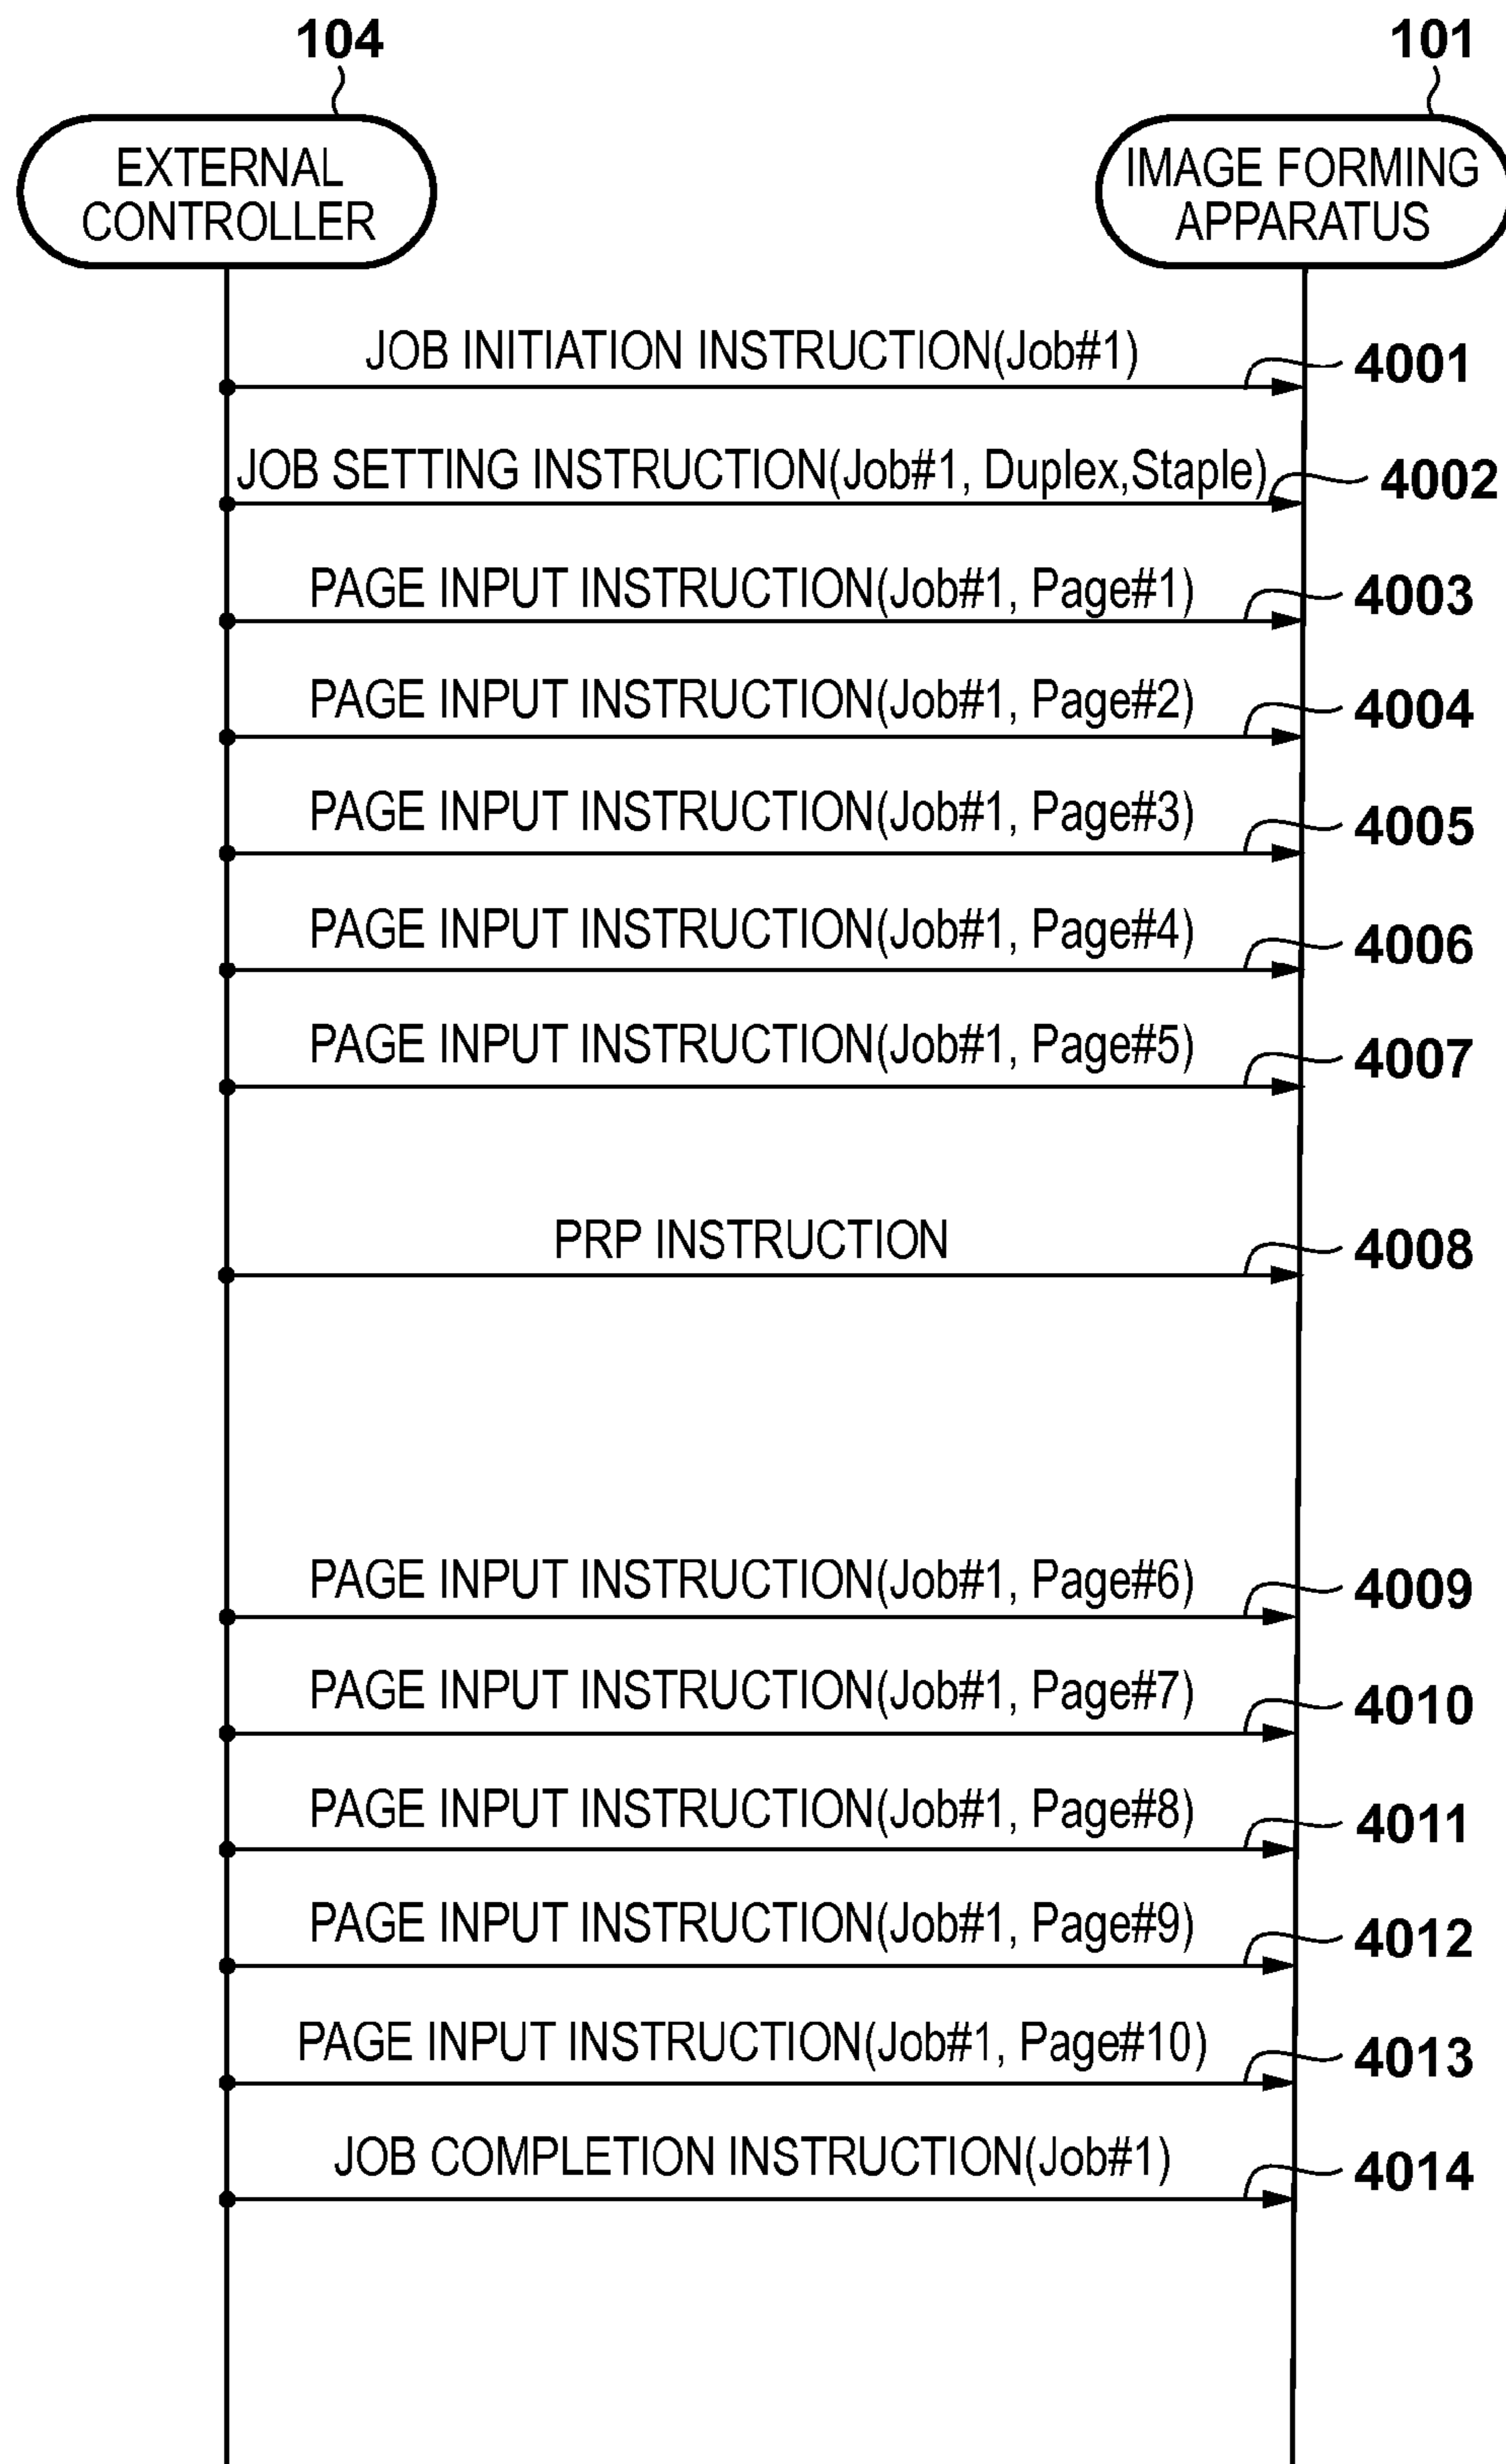 104
101
EXTERNAL
CONTROLLER
IMAGE FORMING
APPARATUS
JOB INITIATION INSTRUCTION(Job#1)
4001
JOB SETTING INSTRUCTION(Job#1, Duplex,Staple)
4002
PAGE INPUT INSTRUCTION(Job#1, Page#1)
4003
PAGE INPUT INSTRUCTION(Job#1, Page#2)
4004
PAGE INPUT INSTRUCTION(Job#1, Page#3)
4005
PAGE INPUT INSTRUCTION(Job#1, Page#4)
4006
PAGE INPUT INSTRUCTION(Job#1, Page#5)
4007
PRP INSTRUCTION
4008
PAGE INPUT INSTRUCTION(Job#1, Page#6)
4009
PAGE INPUT INSTRUCTION(Job#1, Page#7)
4010
PAGE INPUT INSTRUCTION(Job#1, Page#8)
4011
PAGE INPUT INSTRUCTION(Job#1, Page#9)
4012
PAGE INPUT INSTRUCTION(Job#1, Page#10)
4013
JOB COMPLETION INSTRUCTION(Job#1)
4014